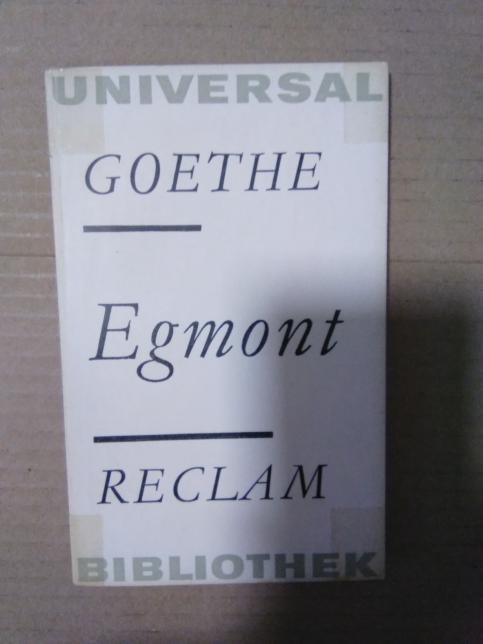 UNIVERSAL
GOETHE
Egmont
RECLAM
BIBLIOTHEK